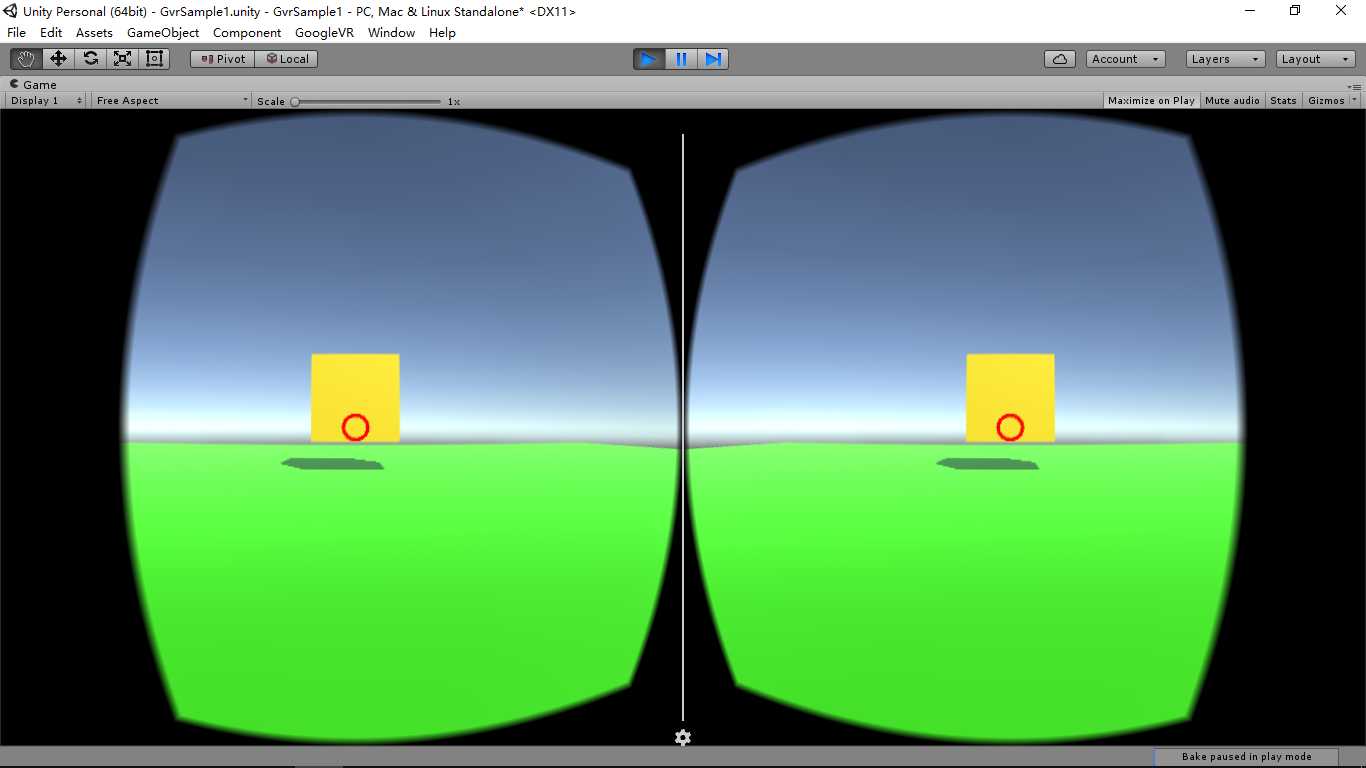 Unity Personal (64bit) - GvrSample1.unity - GvrSample1 - PC, Mac & Linux Standalone* <DX11>
File Edit Assets GameObject Component GoogleVR Window Help
Pivot Local Account Layers Layout
Game
Display 1 Free Aspect Scale 1x Maximize on Play Mute audio Stats Gizmos
Bake paused in play mode